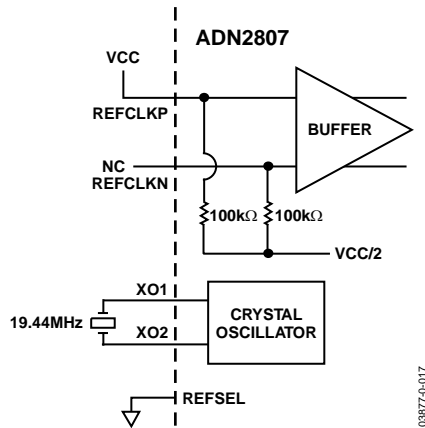 ADN2807
VCC
REFCLKP
BUFFER
NC
REFCLKN
100kΩ 100kΩ
VCC/2
XO1
19.44MHz
XO2
CRYSTAL
OSCILLATOR
REFSEL
03877-0-017